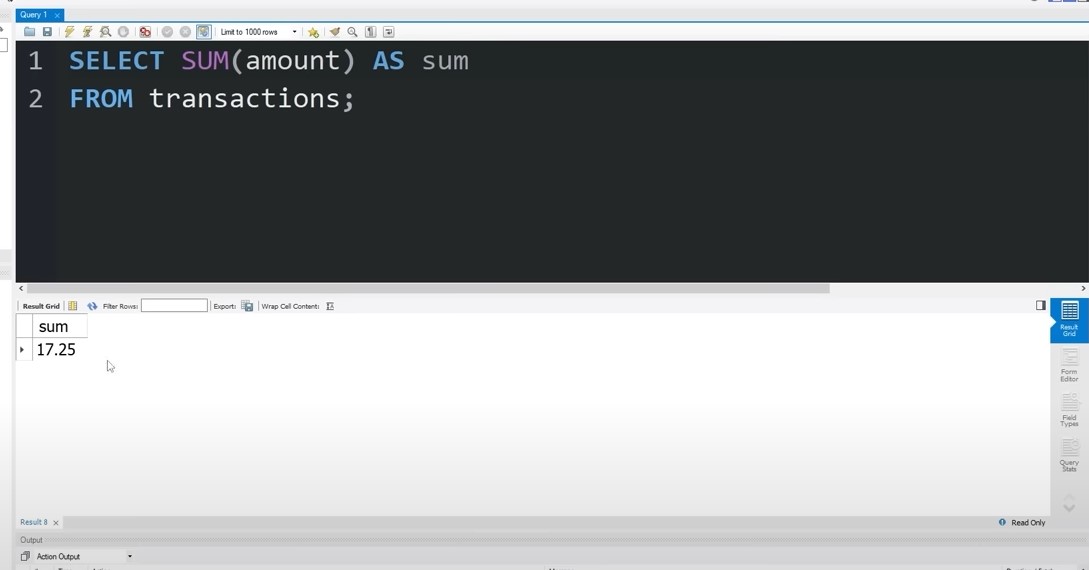 Query 1
Limit to 1000 rows
1 SELECT SUM(amount) AS sum
2 FROM transactions;
Result Grid Filter Rows: Export: Wrap Cell Content:
sum
17.25
Result Grid
Form Editor
Field Types
Query Stats
Result 8
Read Only
Output
Action Output